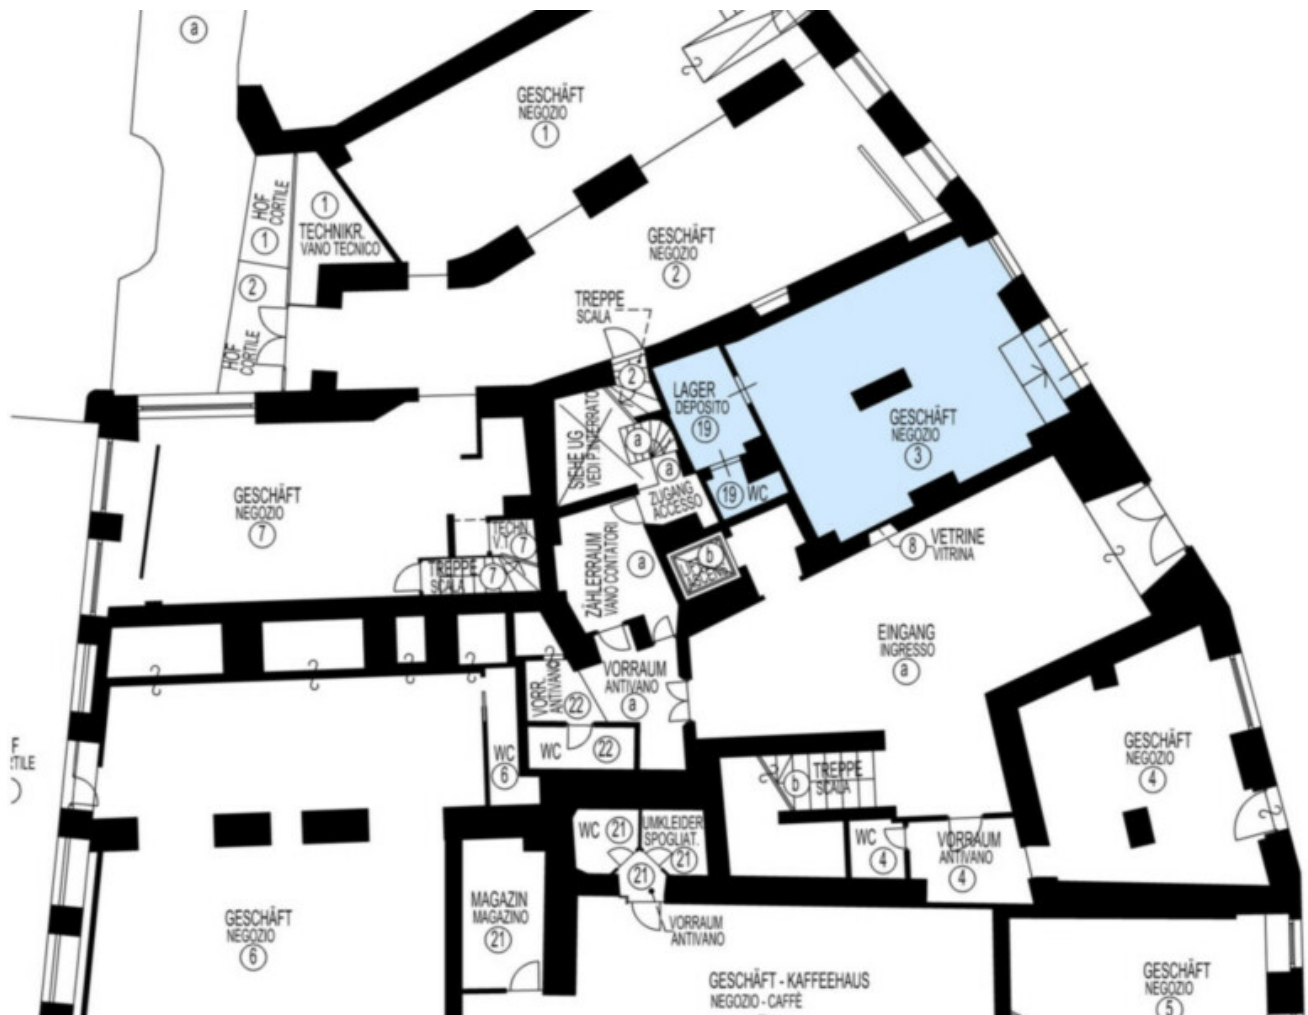 a
GESCHÄFT
NEGOZIO
1
HOF
CORTILE
1
1
TECHNIKR.
VANO TECNICO
2
HOF
CORTILE
GESCHÄFT
NEGOZIO
2
TREPPE
SCALA
2
LAGER
DEPOSITO
19
GESCHÄFT
NEGOZIO
3
SIEHE UG
VEDI P.INTERRATO
a
a
ZUGANG
ACCESSO
19
WC
GESCHÄFT
NEGOZIO
7
TECHN.
V.T.
7
TREPPE
SCALA
7
ZÄHLERRAUM
VANO CONTATORI
a
b
8
VETRINE
VITRINA
EINGANG
INGRESSO
a
VORRAUM
ANTIVANO
a
VORR.
ANTIVANO
22
WC
22
WC
6
TREPPE
SCALA
b
GESCHÄFT
NEGOZIO
4
WC
4
VORRAUM
ANTIVANO
4
WC
21
UMKLEIDER
SPOGLIAT.
21
21
VORRAUM
ANTIVANO
MAGAZIN
MAGAZINO
21
GESCHÄFT
NEGOZIO
6
GESCHÄFT - KAFFEEHAUS
NEGOZIO - CAFFÈ
GESCHÄFT
NEGOZIO
5